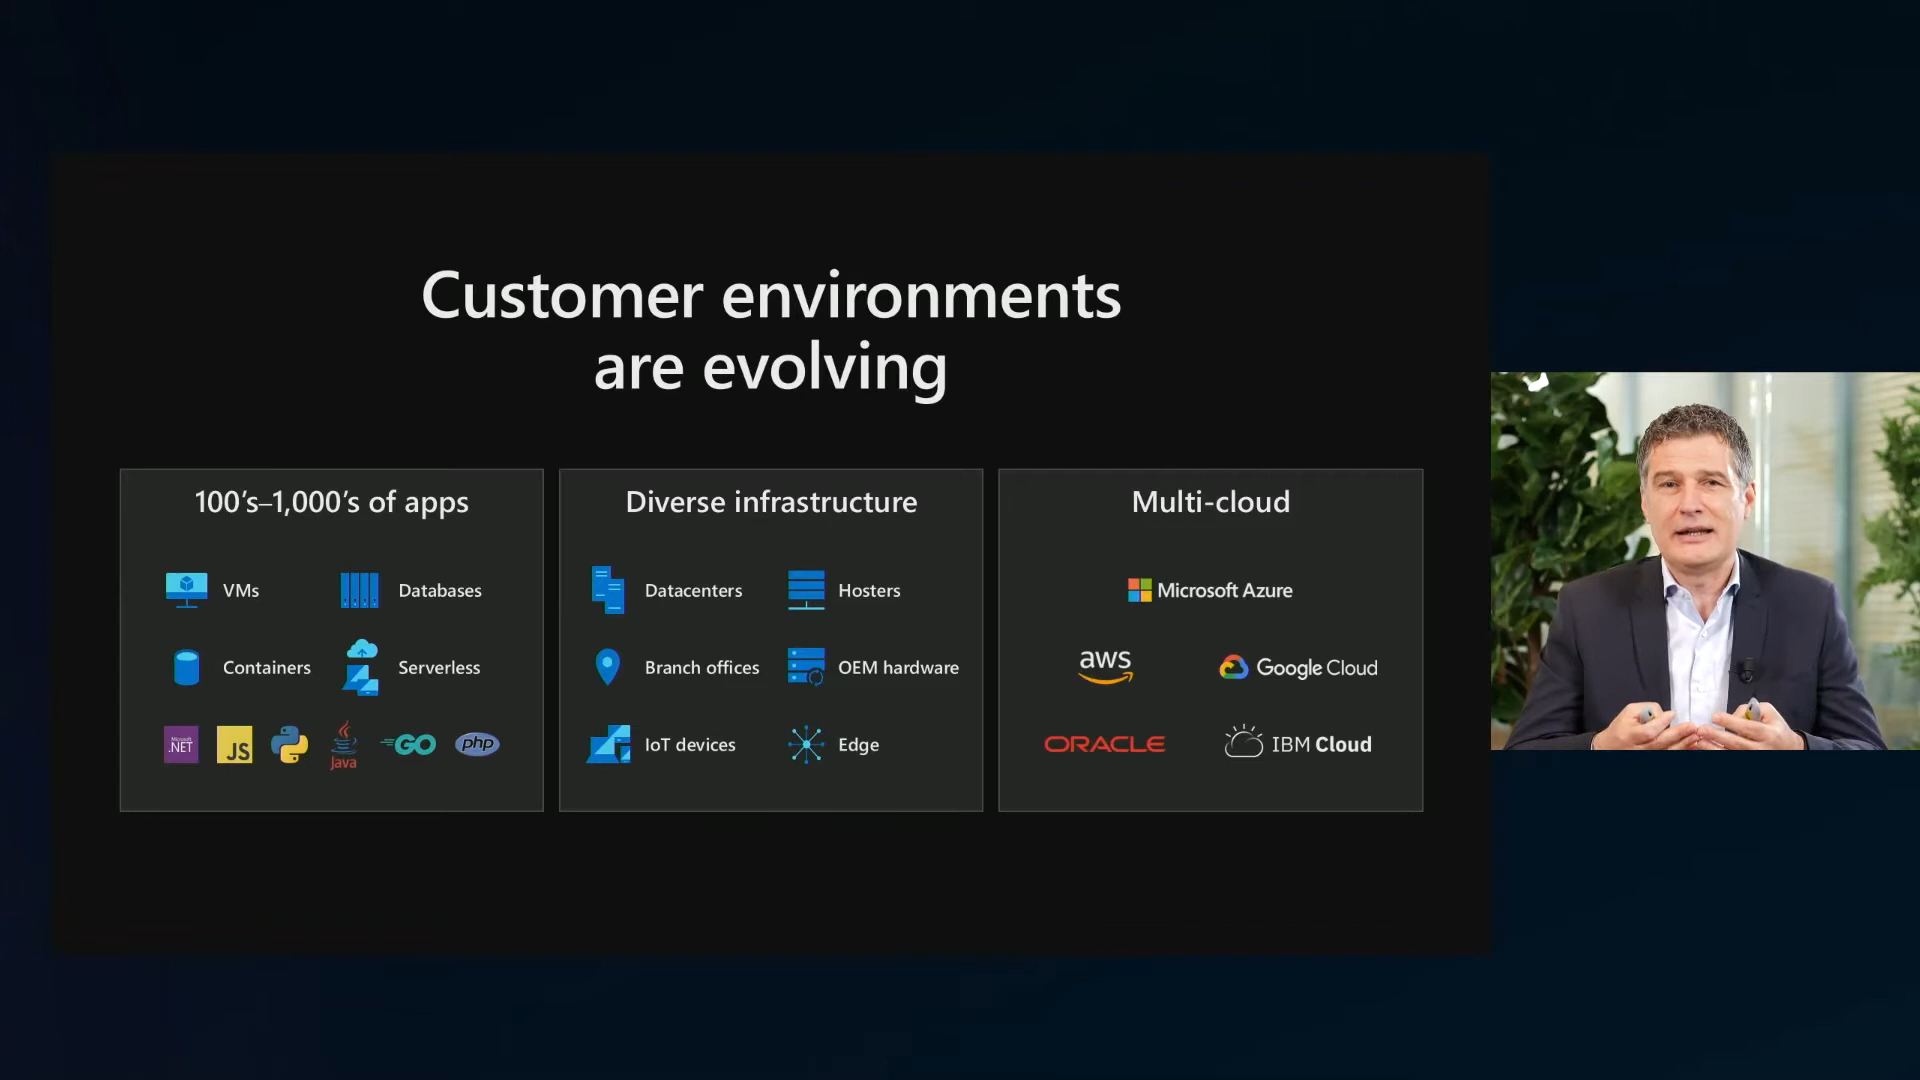 Customer environments
are evolving
100's–1,000's of apps
VMs
Databases
Containers
Serverless
Microsoft
.NET
JS
Java
GO
php
Diverse infrastructure
Datacenters
Hosters
Branch offices
OEM hardware
IoT devices
Edge
Multi-cloud
Microsoft Azure
aws
Google Cloud
ORACLE
IBM Cloud